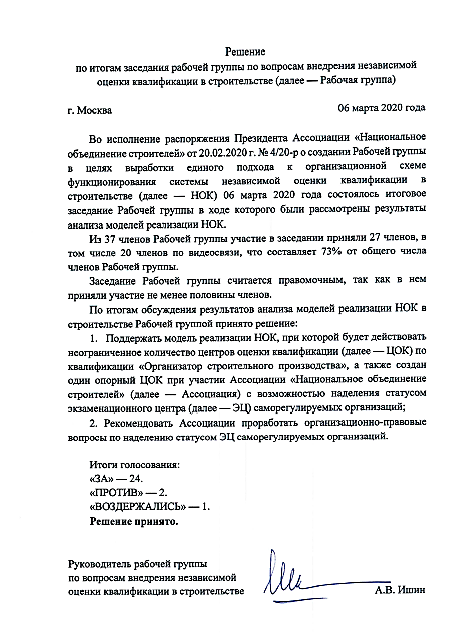 Решение
по итогам заседания рабочей группы по вопросам внедрения независимой
оценки квалификации в строительстве (далее — Рабочая группа)
г. Москва
06 марта 2020 года
Во исполнение распоряжения Президента Ассоциации «Национальное
объединение строителей» от 20.02.2020 г. № 4/20-р о создании Рабочей группы
в целях выработки единого подхода к организационной схеме
функционирования системы независимой оценки квалификации в
строительстве (далее — НОК) 06 марта 2020 года состоялось итоговое
заседание Рабочей группы в ходе которого были рассмотрены результаты
анализа моделей реализации НОК.
Из 37 членов Рабочей группы участие в заседании приняли 27 членов, в
том числе 20 членов по видеосвязи, что составляет 73% от общего числа
членов Рабочей группы.
Заседание Рабочей группы считается правомочным, так как в нем
приняли участие не менее половины членов.
По итогам обсуждения результатов анализа моделей реализации НОК в
строительстве Рабочей группой принято решение:
1. Поддержать модель реализации НОК, при которой будет действовать
неограниченное количество центров оценки квалификации (далее — ЦОК) по
квалификации «Организатор строительного производства», а также создан
один опорный ЦОК при участии Ассоциации «Национальное объединение
строителей» (далее — Ассоциация) с возможностью наделения статусом
экзаменационного центра (далее — ЭЦ) саморегулируемых организаций;
2. Рекомендовать Ассоциации проработать организационно-правовые
вопросы по наделению статусом ЭЦ саморегулируемых организаций.
Итоги голосования:
«ЗА» — 24.
«ПРОТИВ» — 2.
«ВОЗДЕРЖАЛИСЬ» — 1.
Решение принято.
Руководитель рабочей группы
по вопросам внедрения независимой
оценки квалификации в строительстве
А.В. Ишин